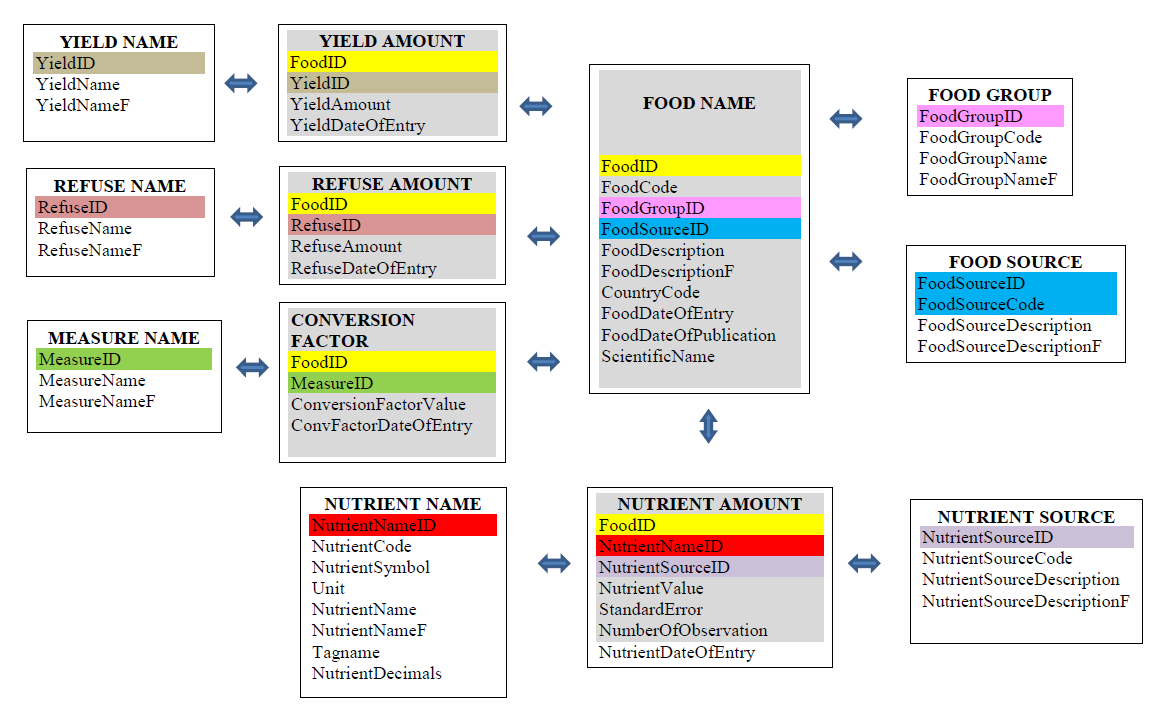 YIELD NAME
YieldID
YieldName
YieldNameF
YIELD AMOUNT
FoodID
YieldID
YieldAmount
YieldDateOfEntry
REFUSE NAME
RefuseID
RefuseName
RefuseNameF
REFUSE AMOUNT
FoodID
RefuseID
RefuseAmount
RefuseDateOfEntry
MEASURE NAME
MeasureID
MeasureName
MeasureNameF
CONVERSION
FACTOR
FoodID
MeasureID
ConversionFactorValue
ConvFactorDateOfEntry
FOOD NAME
FoodID
FoodCode
FoodGroupID
FoodSourceID
FoodDescription
FoodDescriptionF
CountryCode
FoodDateOfEntry
FoodDateOfPublication
ScientificName
FOOD GROUP
FoodGroupID
FoodGroupCode
FoodGroupName
FoodGroupNameF
FOOD SOURCE
FoodSourceID
FoodSourceCode
FoodSourceDescription
FoodSourceDescriptionF
NUTRIENT NAME
NutrientNameID
NutrientCode
NutrientSymbol
Unit
NutrientName
NutrientNameF
Tagname
NutrientDecimals
NUTRIENT AMOUNT
FoodID
NutrientNameID
NutrientSourceID
NutrientValue
StandardError
NumberOfObservation
NutrientDateOfEntry
NUTRIENT SOURCE
NutrientSourceID
NutrientSourceCode
NutrientSourceDescription
NutrientSourceDescriptionF